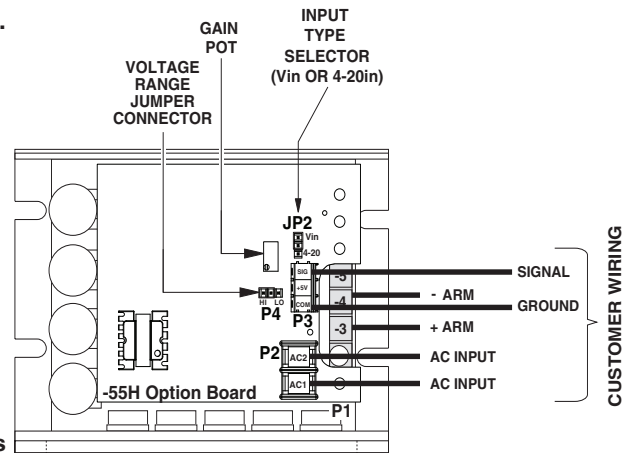 .
GAIN
POT
INPUT
TYPE
SELECTOR
(Vin OR 4-20in)
VOLTAGE
RANGE
JUMPER
CONNECTOR
JP2
Vin
4-20
SIG
+5V
COM
HI LO
P4
P3
-5
-4
-3
P2
AC2
AC1
-55H Option Board
P1
SIGNAL
- ARM
GROUND
+ ARM
AC INPUT
AC INPUT
CUSTOMER WIRING
s